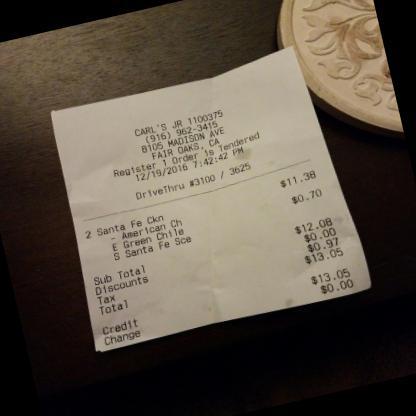 CARL'S JR 1100375
(916) 962-3415
8105 MADISON AVE
FAIR OAKS, CA
Register 1 Order is Tendered
12/19/2016 7:42:42 PM
DriveThru #3100 / 3625
2 Santa Fe Ckn $11.38
- American Ch
E Green Chile $0.70
S Santa Fe Sce
Sub Total $12.08
Discounts $0.00
Tax $0.97
Total $13.05
Credit $13.05
Change $0.00